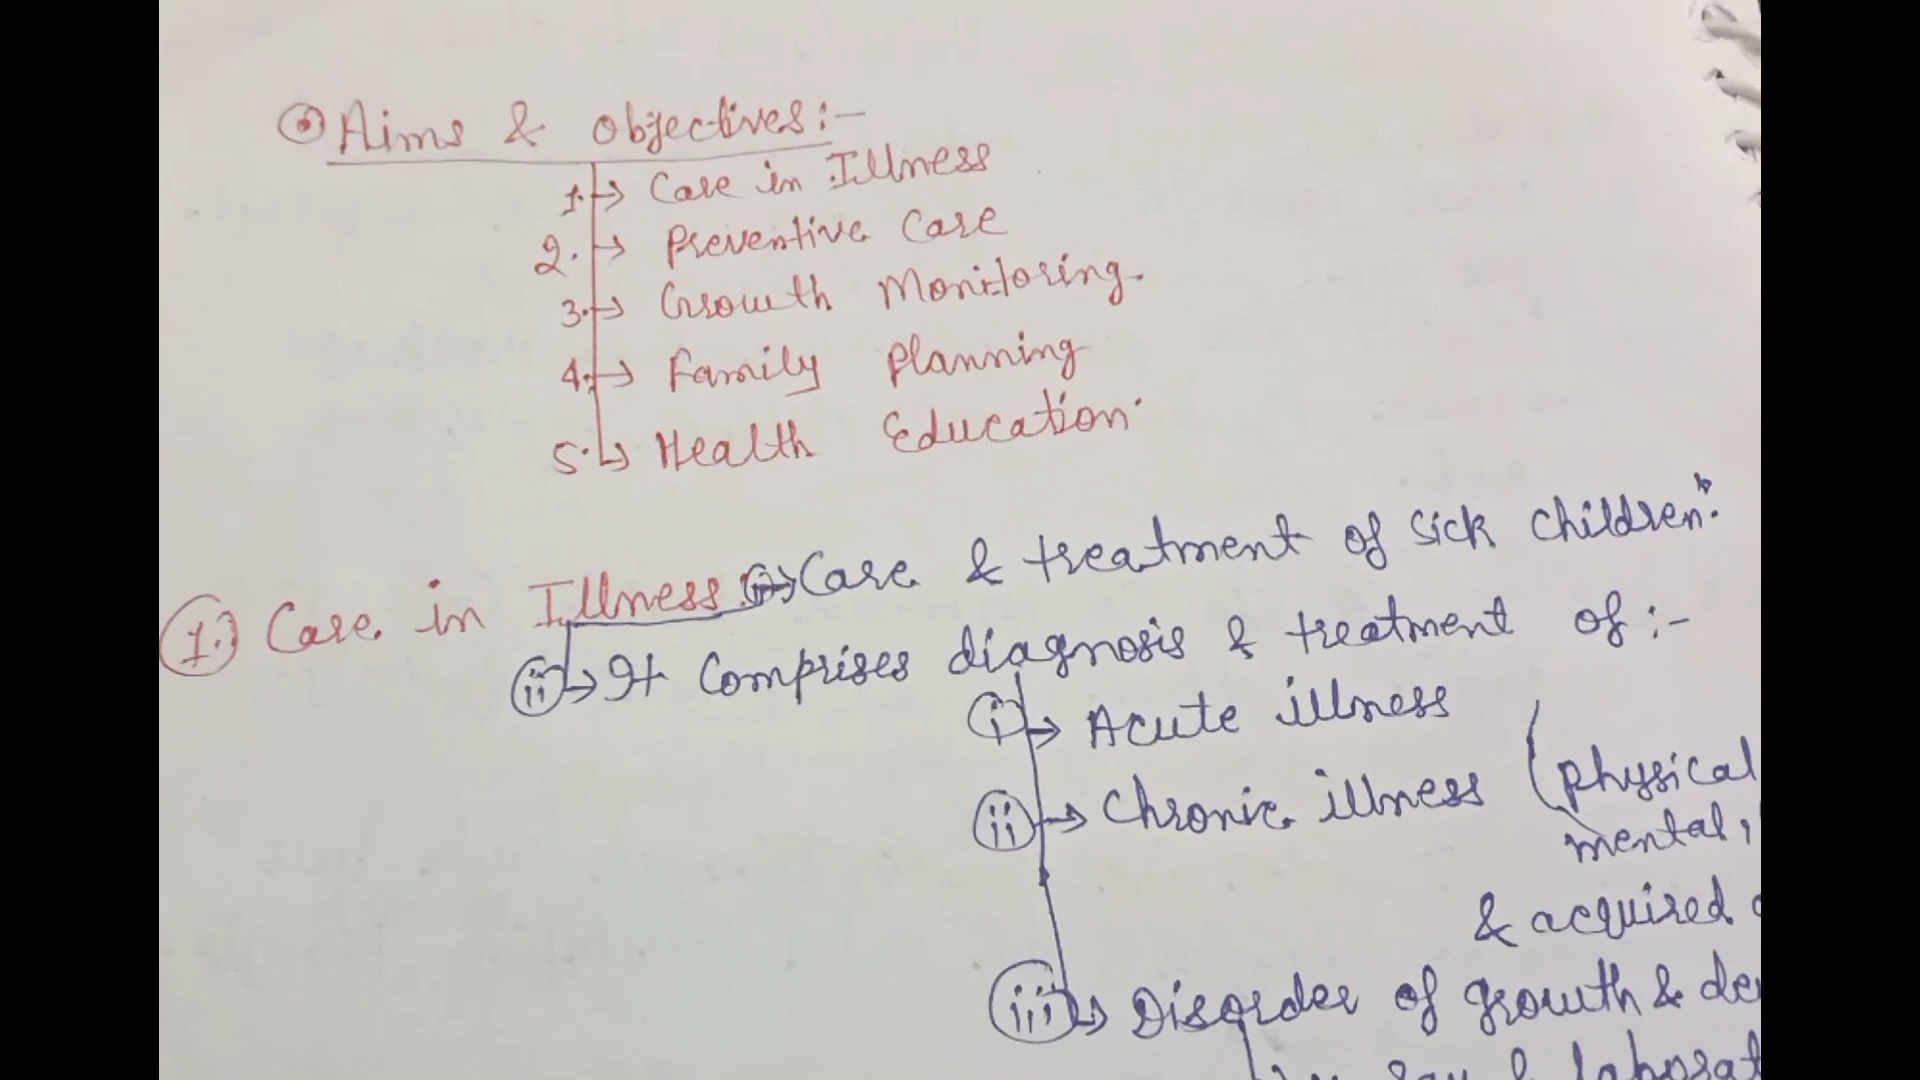 Aims & objectives:-
1. → Care in Illness
2. → Preventive Care
3. → Growth Monitoring.
4. → Family Planning
5. → Health Education.
1.) Care in Illness: (i) → Care & treatment of sick children.
(ii) → It Comprises diagnosis & treatment of :-
(i) → Acute illness
(ii) → Chronic illness (physical
mental,
& acquired
(iii) → Disorder of growth & de
& laborat